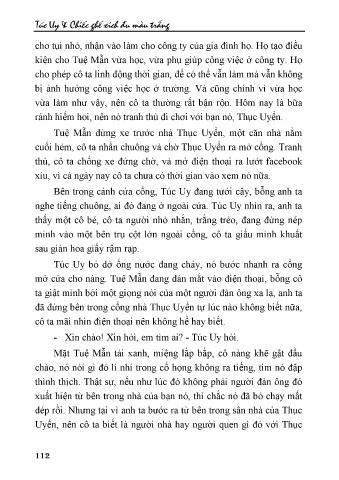 Túc Uy & Chiếc ghế xích đu màu trắng
cho tụi nhỏ, nhận vào làm cho công ty của gia đình họ. Họ tạo điều
kiện cho Tuệ Mẫn vừa học, vừa phụ giúp công việc ở công ty. Họ
cho phép cô ta linh động thời gian, để có thể vẫn làm mà vẫn không
bị ảnh hưởng công việc học ở trường. Và cũng chính vì vừa học
vừa làm như vậy, nên cô ta thường rất bận rộn. Hôm nay là bữa
rảnh hiếm hoi, nên nó tranh thủ đi chơi với bạn nó, Thục Uyển.
Tuệ Mẫn dừng xe trước nhà Thục Uyển, một căn nhà nằm
cuối hẻm, cô ta nhấn chuông và chờ Thục Uyển ra mở cổng. Tranh
thủ, cô ta chống xe đứng chờ, và mở điện thoại ra lướt facebook
xíu, vì cả ngày nay cô ta chưa có thời gian vào xem nó nữa.
Bên trong cánh cửa cổng, Túc Uy đang tưới cây, bỗng anh ta
nghe tiếng chuông, ai đó đang ở ngoài cửa. Túc Uy nhìn ra, anh ta
thấy một cô bé, cô ta người nhỏ nhắn, trắng trẻo, đang đứng nép
mình vào một bên trụ cột lớn ngoài cổng, cô ta giấu mình khuất
sau giàn hoa giấy rậm rạp.
Túc Uy bỏ dở ống nước đang chảy, nó bước nhanh ra cổng
mở cửa cho nàng. Tuệ Mẫn đang dán mắt vào điện thoại, bỗng cô
ta giật mình bởi một giọng nói của một người đàn ông xa lạ, anh ta
đã đứng bên trong cổng nhà Thục Uyển tự lúc nào không biết nữa,
cô ta mãi nhìn điện thoại nên không hề hay biết.
- Xin chào! Xin hỏi, em tìm ai? - Túc Uy hỏi.
Mặt Tuệ Mẫn tái xanh, miệng lắp bắp, cô nàng khẽ gật đầu
chào, nó nói gì đó lí nhí trong cổ họng không ra tiếng, tim nó đập
thình thịch. Thật sự, nếu như lúc đó không phải người đàn ông đó
xuất hiện từ bên trong nhà của bạn nó, thì chắc nó đã bỏ chạy mất
dép rồi. Nhưng tại vì anh ta bước ra từ bên trong sân nhà của Thục
Uyển, nên cô ta biết là người nhà hay người quen gì đó với Thục
112